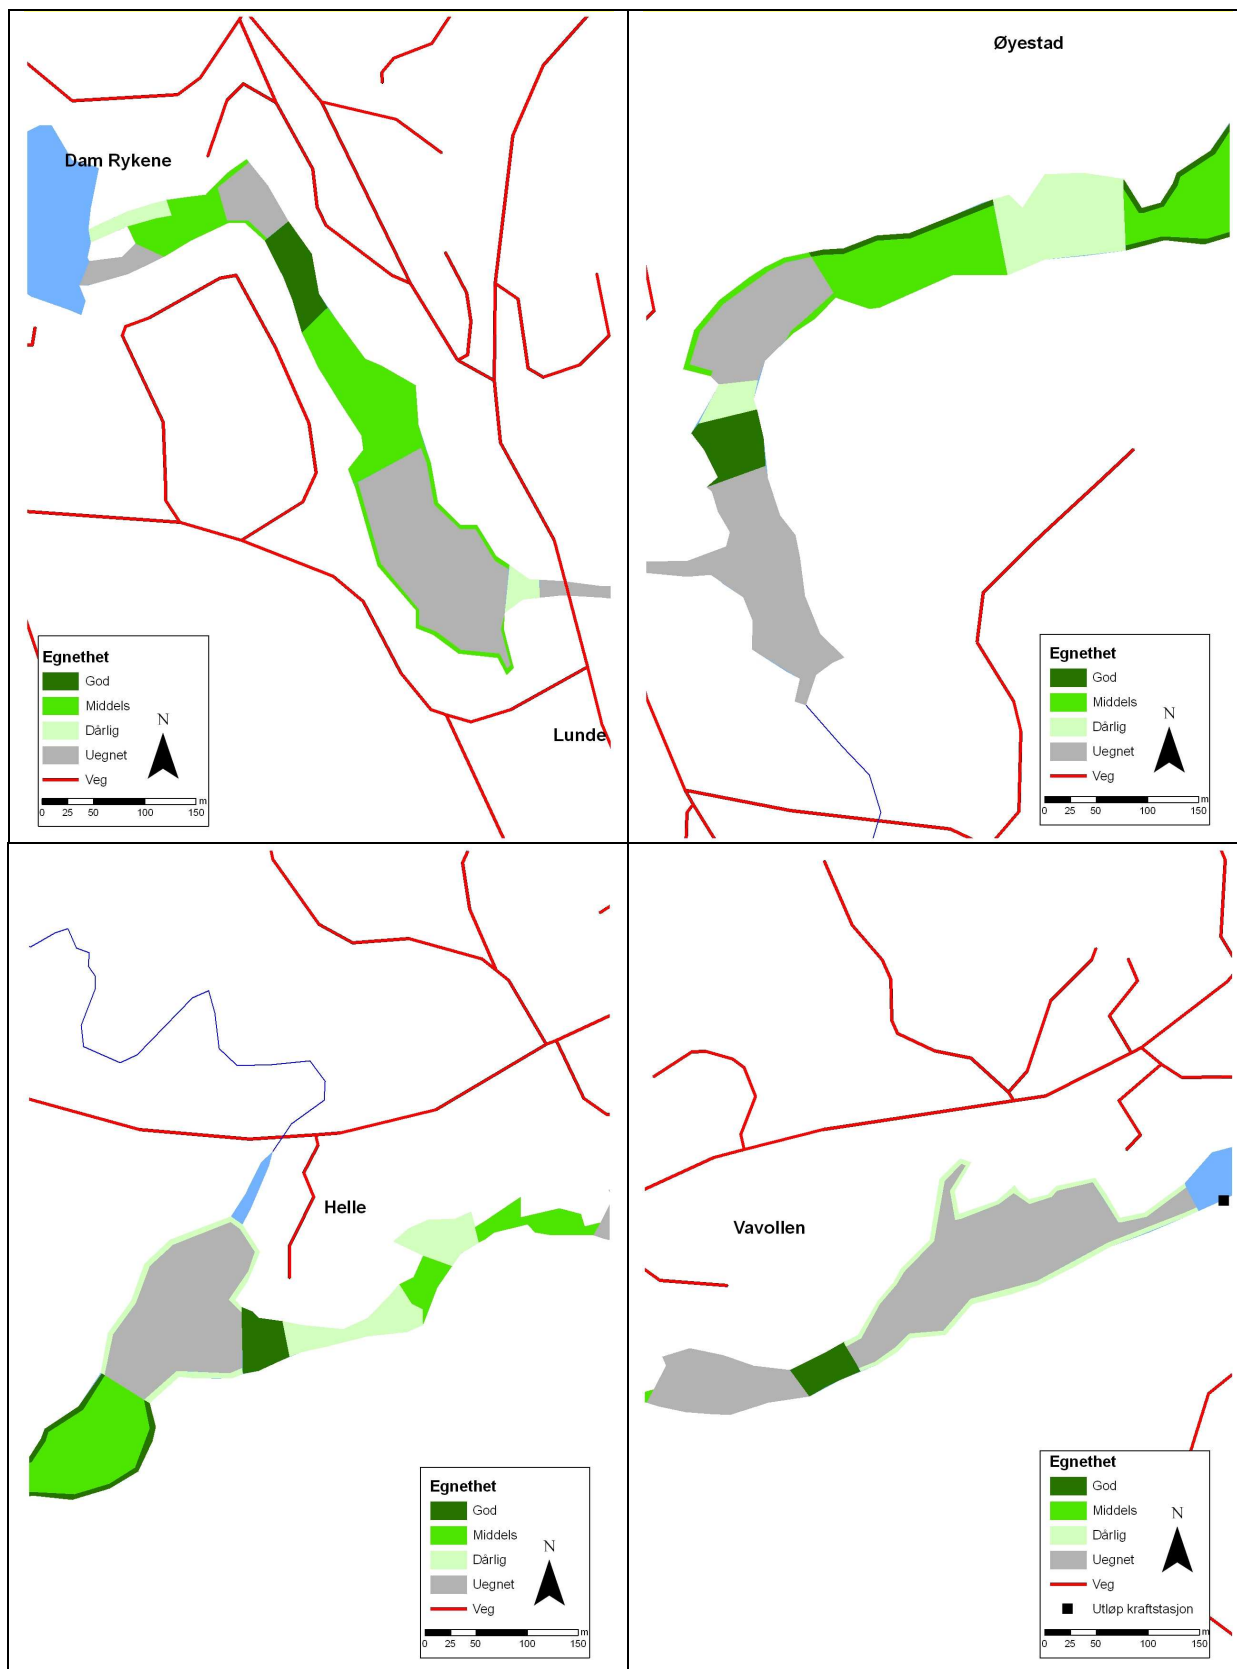 Dam Rykene
Lunde
Egnethet
God
Middels
Dårlig
Uegnet
Veg
N
m
0 25 50 100 150
Øyestad
Egnethet
God
Middels
Dårlig
Uegnet
Veg
N
m
0 25 50 100 150
Helle
Egnethet
God
Middels
Dårlig
Uegnet
Veg
N
m
0 25 50 100 150
Vavollen
Egnethet
God
Middels
Dårlig
Uegnet
Veg
Utløp kraftstasjon
N
m
0 25 50 100 150